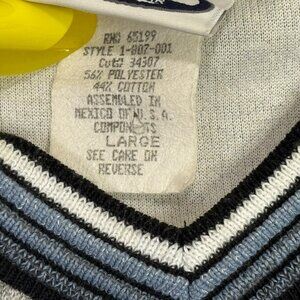 RN# 65199
STYLE 1-807-001
Cut# 34307
56% POLYESTER
44% COTTON
ASSEMBLED IN
MEXICO OF U.S.A.
COMPONENTS
LARGE
SEE CARE ON
REVERSE